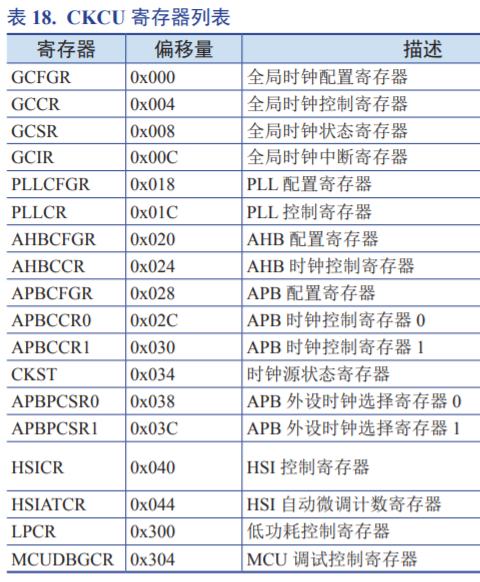 表 18. CKCU 寄存器列表
寄存器 偏移量 描述
GCFGR 0x000 全局时钟配置寄存器
GCCR 0x004 全局时钟控制寄存器
GCSR 0x008 全局时钟状态寄存器
GCIR 0x00C 全局时钟中断寄存器
PLLCFGR 0x018 PLL 配置寄存器
PLLCR 0x01C PLL 控制寄存器
AHBCFGR 0x020 AHB 配置寄存器
AHBCCR 0x024 AHB 时钟控制寄存器
APBCFGR 0x028 APB 配置寄存器
APBCCR0 0x02C APB 时钟控制寄存器 0
APBCCR1 0x030 APB 时钟控制寄存器 1
CKST 0x034 时钟源状态寄存器
APBPCSR0 0x038 APB 外设时钟选择寄存器 0
APBPCSR1 0x03C APB 外设时钟选择寄存器 1
HSICR 0x040 HSI 控制寄存器
HSIATCR 0x044 HSI 自动微调计数寄存器
LPCR 0x300 低功耗控制寄存器
MCUDBGCR 0x304 MCU 调试控制寄存器